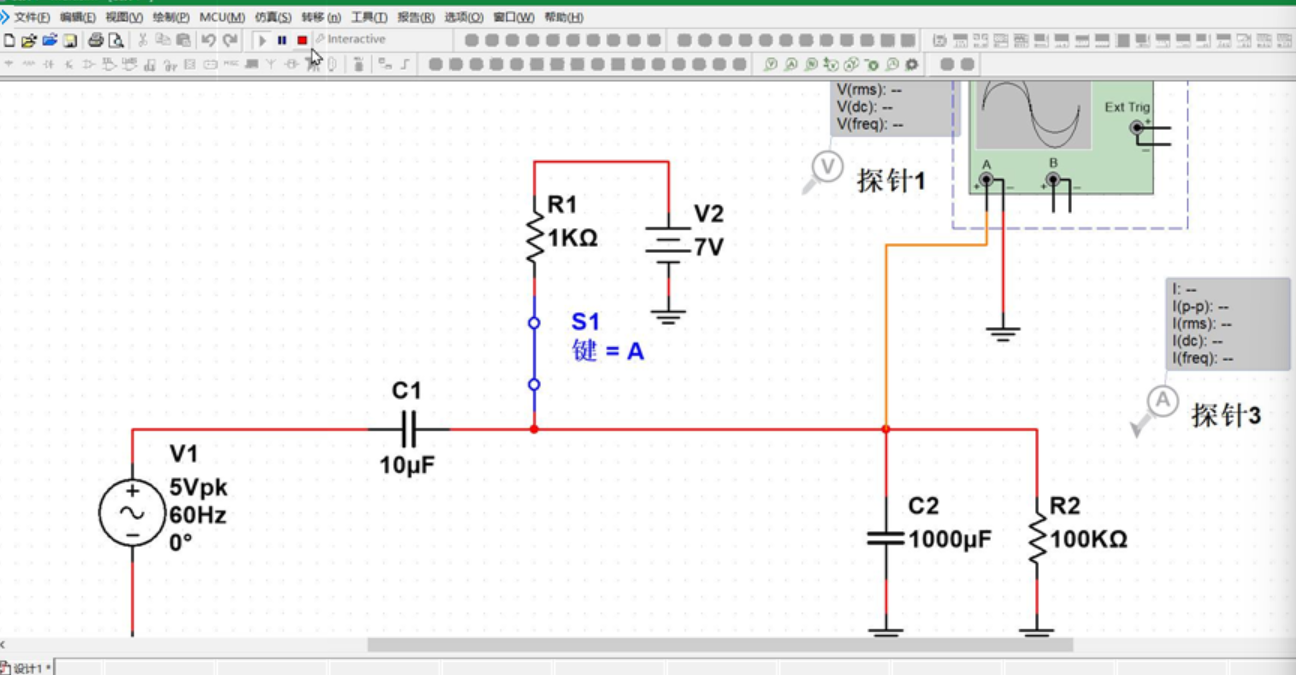 文件(F) 编辑(E) 视图(V) 绘制(P) MCU(M) 仿真(S) 转移(n) 工具(T) 报告(R) 选项(O) 窗口(W) 帮助(H)
Interactive
V(rms): --
V(dc): --
V(freq): --
V
探针1
Ext Trig
+
−
A
B
+ −
+ −
R1
1KΩ
V2
7V
S1
键 = A
I: --
I(p-p): --
I(rms): --
I(dc): --
I(freq): --
A
探针3
C1
10µF
V1
5Vpk
60Hz
0°
C2
1000µF
R2
100KΩ
设计1 *